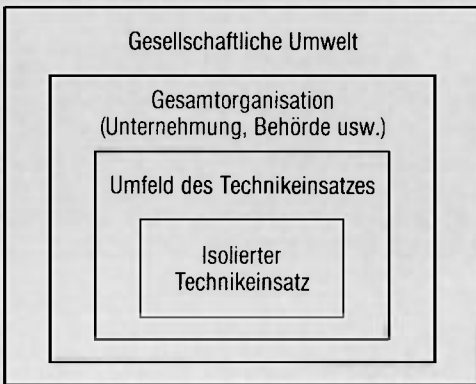 Gesellschaftliche Umwelt
Gesamtorganisation
(Unternehmung, Behörde usw.)
Umfeld des Technikeinsatzes
Isolierter
Technikeinsatz